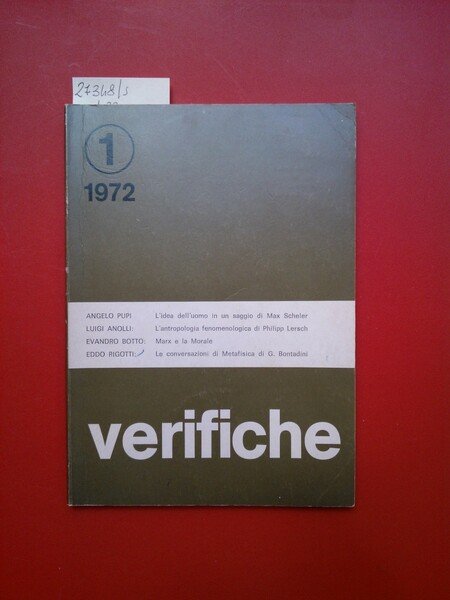 27348/s
1
1972
ANGELO PUPI L'idea dell'uomo in un saggio di Max Scheler
LUIGI ANOLLI: L'antropologia fenomenologica di Philipp Lersch
EVANDRO BOTTO: Marx e la Morale
EDDO RIGOTTI: Le conversazioni di Metafisica di G. Bontadini
verifiche